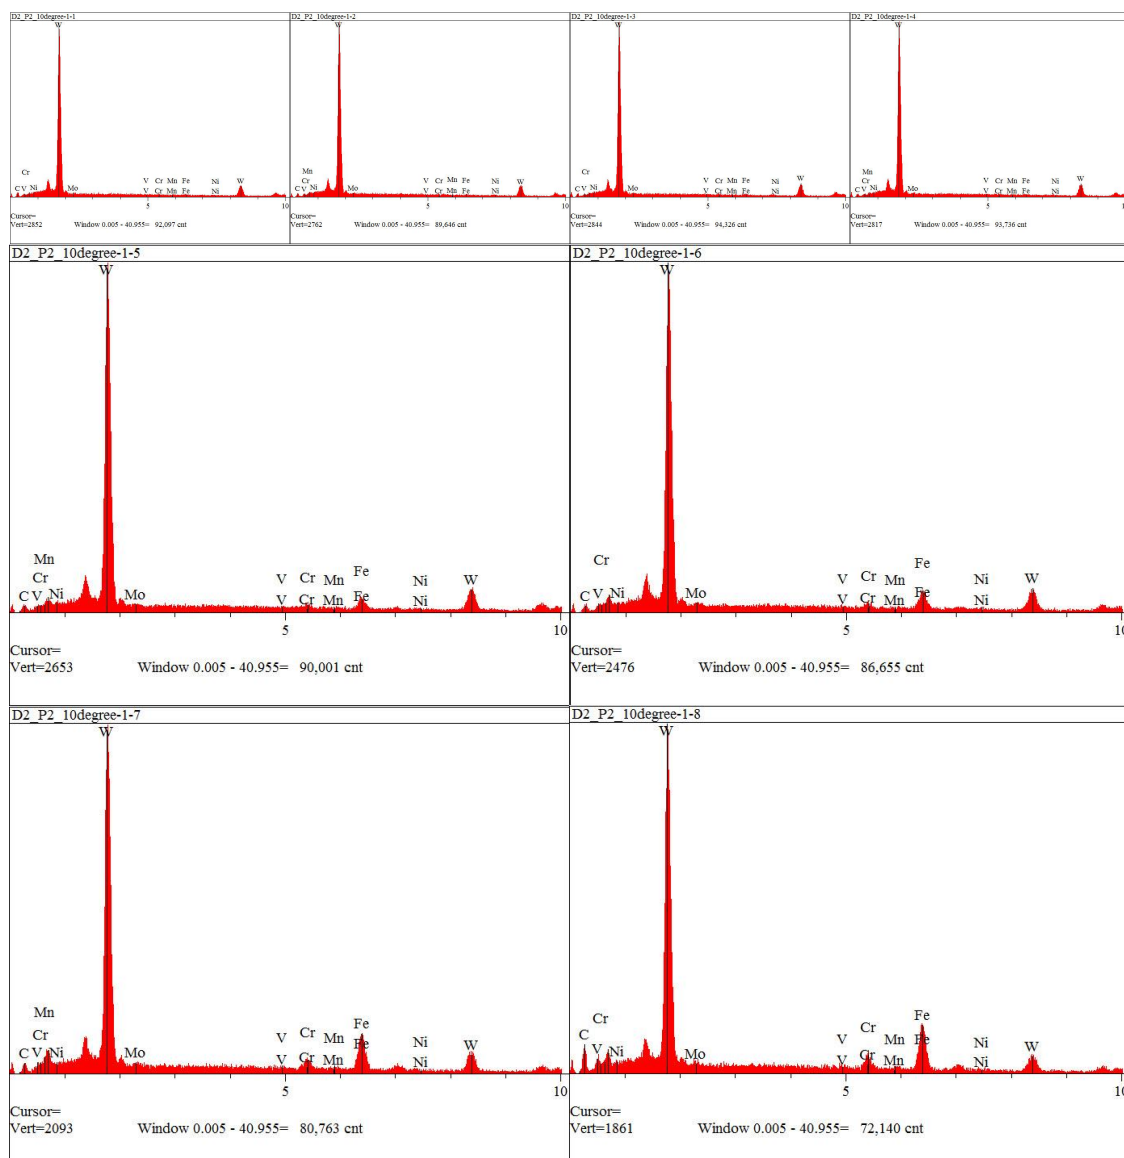 D2_P2_10degree-1-1
W
Cr
C V Ni Mo
V Cr Mn Fe Ni W
V Cr Mn Fe Ni
5 10
Cursor=
Vert=2852 Window 0.005 - 40.955= 92,097 cnt
D2_P2_10degree-1-2
W
Mn
Cr
C V Ni Mo
V Cr Mn Fe Ni W
V Cr Mn Fe Ni
5 10
Cursor=
Vert=2762 Window 0.005 - 40.955= 89,646 cnt
D2_P2_10degree-1-3
W
Cr
C V Ni Mo
V Cr Mn Fe Ni W
V Cr Mn Fe Ni
5 10
Cursor=
Vert=2844 Window 0.005 - 40.955= 94,326 cnt
D2_P2_10degree-1-4
W
Mn
Cr
C V Ni Mo
V Cr Mn Fe Ni W
V Cr Mn Fe Ni
5 10
Cursor=
Vert=2817 Window 0.005 - 40.955= 93,736 cnt
D2_P2_10degree-1-5
W
Mn
Cr
C V Ni Mo
V Cr Mn Fe Ni W
V Cr Mn Fe Ni
5 10
Cursor=
Vert=2653 Window 0.005 - 40.955= 90,001 cnt
D2_P2_10degree-1-6
W
Cr
C V Ni Mo
V Cr Mn Fe Ni W
V Cr Mn Fe Ni
5 10
Cursor=
Vert=2476 Window 0.005 - 40.955= 86,655 cnt
D2_P2_10degree-1-7
W
Mn
Cr
C V Ni Mo
V Cr Mn Fe Ni W
V Cr Mn Fe Ni
5 10
Cursor=
Vert=2093 Window 0.005 - 40.955= 80,763 cnt
D2_P2_10degree-1-8
W
Cr
C V Ni Mo
V Cr Mn Fe Ni W
V Cr Mn Fe Ni
5 10
Cursor=
Vert=1861 Window 0.005 - 40.955= 72,140 cnt